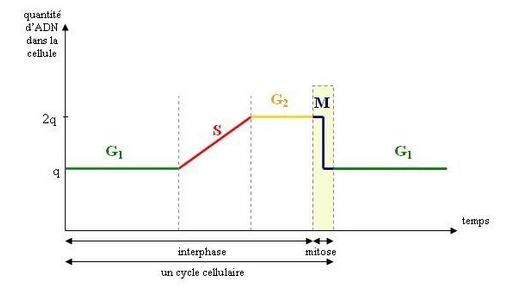 quantité
d'ADN
dans la
cellule
G2
M
2q
S
G1
G1
q
temps
interphase
mitose
un cycle cellulaire